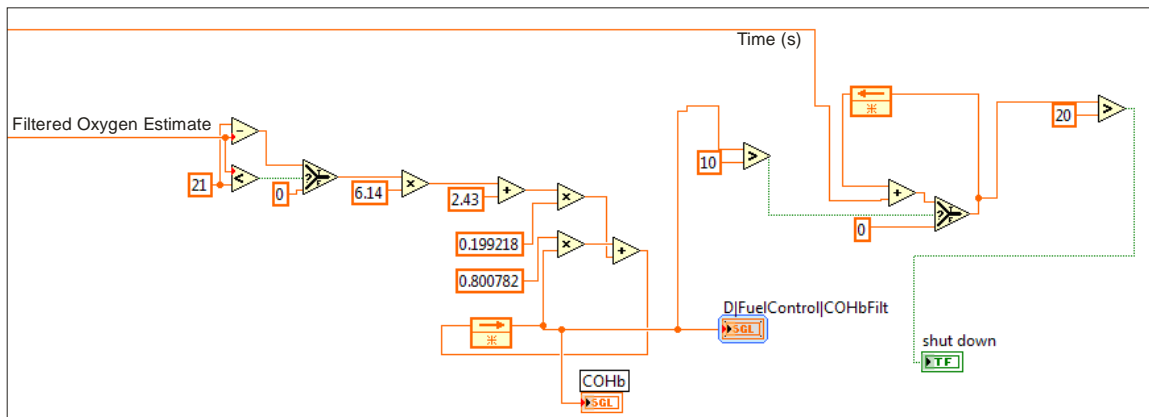 Time (s)
Filtered Oxygen Estimate
-
<
21
?
T
F
0
6.14
×
2.43
+
×
0.199218
×
0.800782
+
10
>
+
?
T
F
0
20
>
D|FuelControl|COHbFilt
SGL
COHb
SGL
shut down
TF